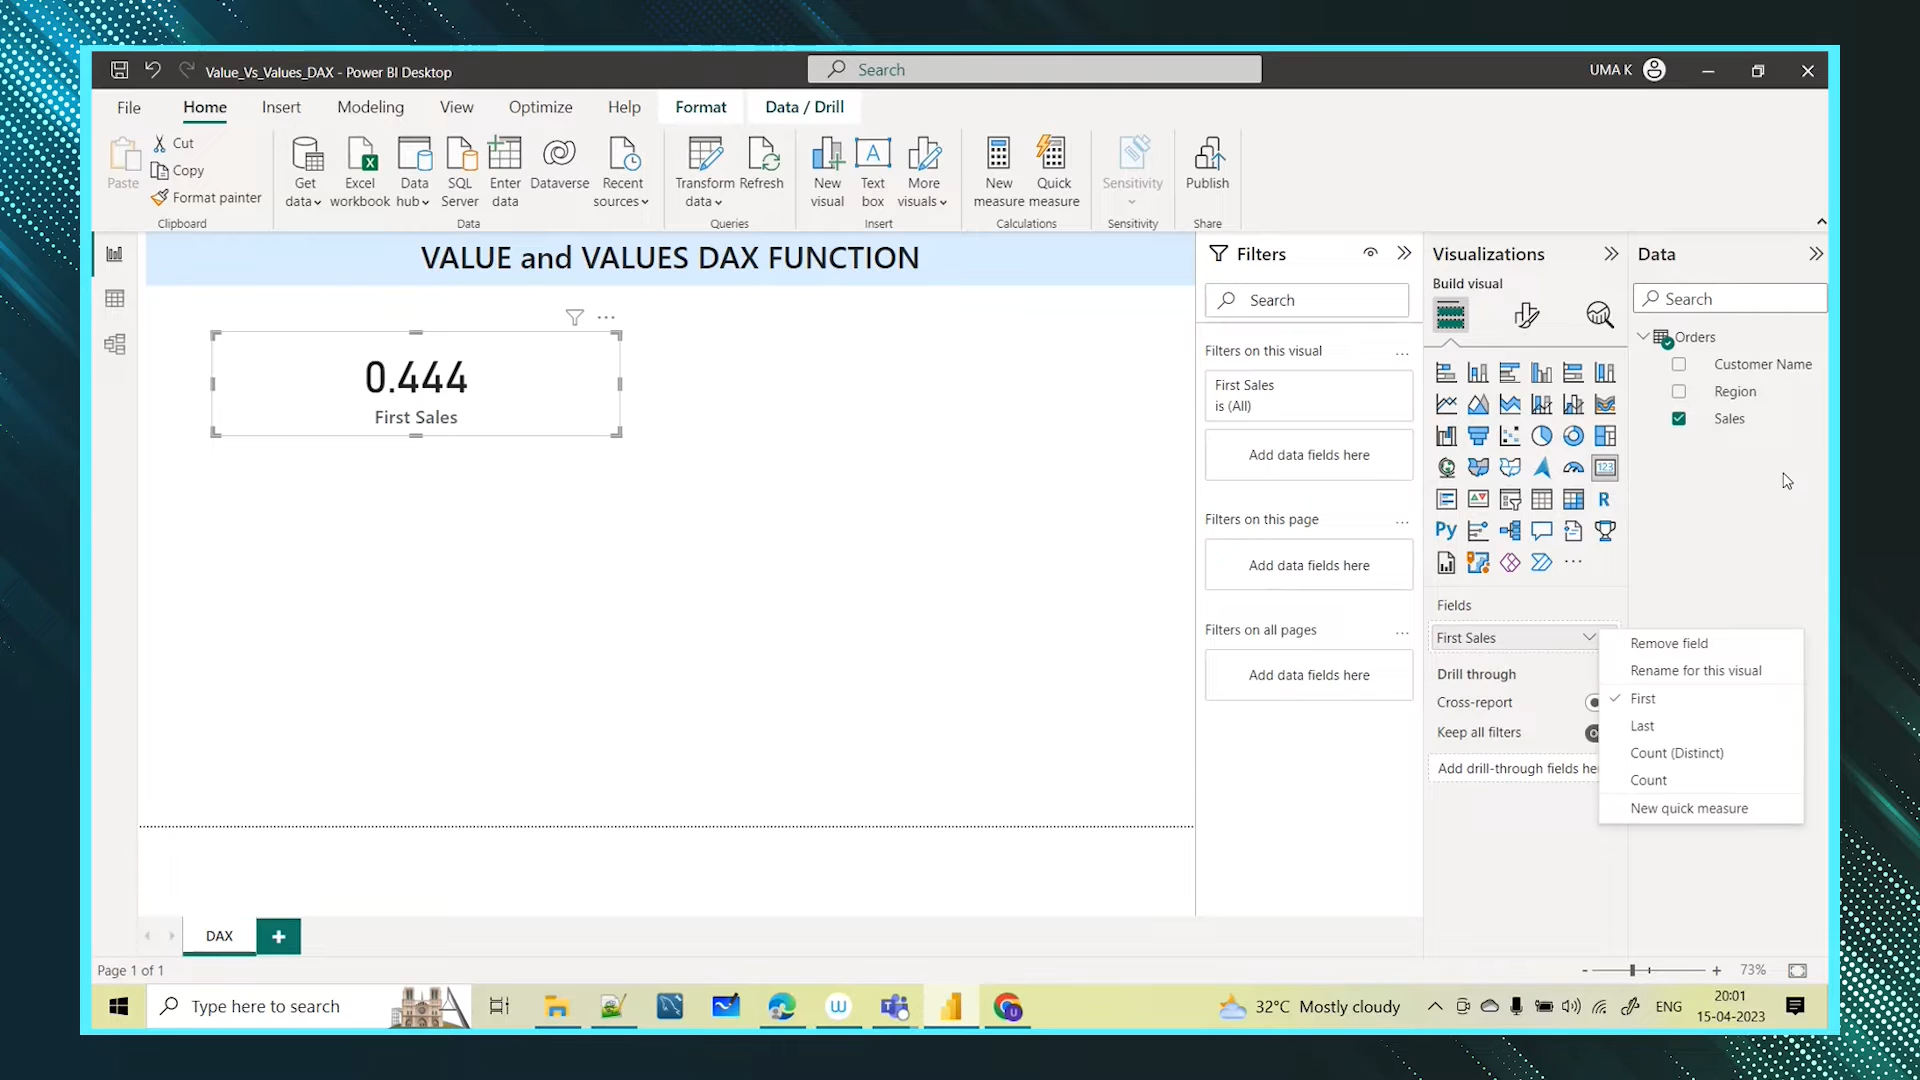 Value_Vs_Values_DAX - Power BI Desktop
Search
UMA K
File Home Insert Modeling View Optimize Help Format Data / Drill
Paste
Cut
Copy
Format painter
Clipboard
Get data
Excel workbook
Data hub
SQL Server
Enter data
Dataverse
Recent sources
Data
Transform data
Refresh
Queries
New visual
Text box
More visuals
Insert
New measure
Quick measure
Calculations
Sensitivity
Sensitivity
Publish
Share
VALUE and VALUES DAX FUNCTION
0.444
First Sales
Filters
Search
Filters on this visual
First Sales
is (All)
Add data fields here
Filters on this page
Add data fields here
Filters on all pages
Add data fields here
Visualizations
Build visual
123
R
Py
Fields
First Sales
Drill through
Cross-report
Keep all filters
Add drill-through fields he
Remove field
Rename for this visual
First
Last
Count (Distinct)
Count
New quick measure
Data
Search
Orders
Customer Name
Region
Sales
DAX
Page 1 of 1
- + 73%
Type here to search
32°C Mostly cloudy
ENG
20:01
15-04-2023